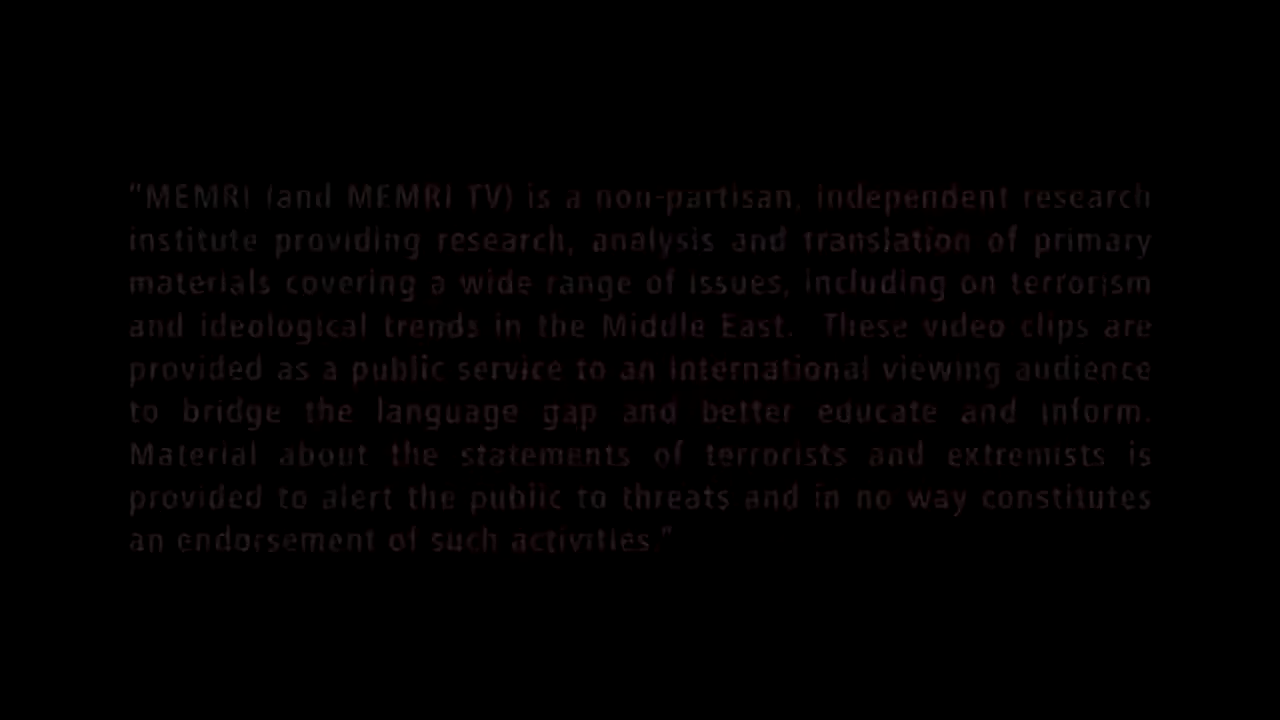 "MEMRI (and MEMRI TV) is a non-partisan, independent research
institute providing research, analysis and translation of primary
materials covering a wide range of issues, including on terrorism
and ideological trends in the Middle East.  These video clips are
provided as a public service to an international viewing audience
to bridge the language gap and better educate and inform.
Material about the statements of terrorists and extremists is
provided to alert the public to threats and in no way constitutes
an endorsement of such activities."